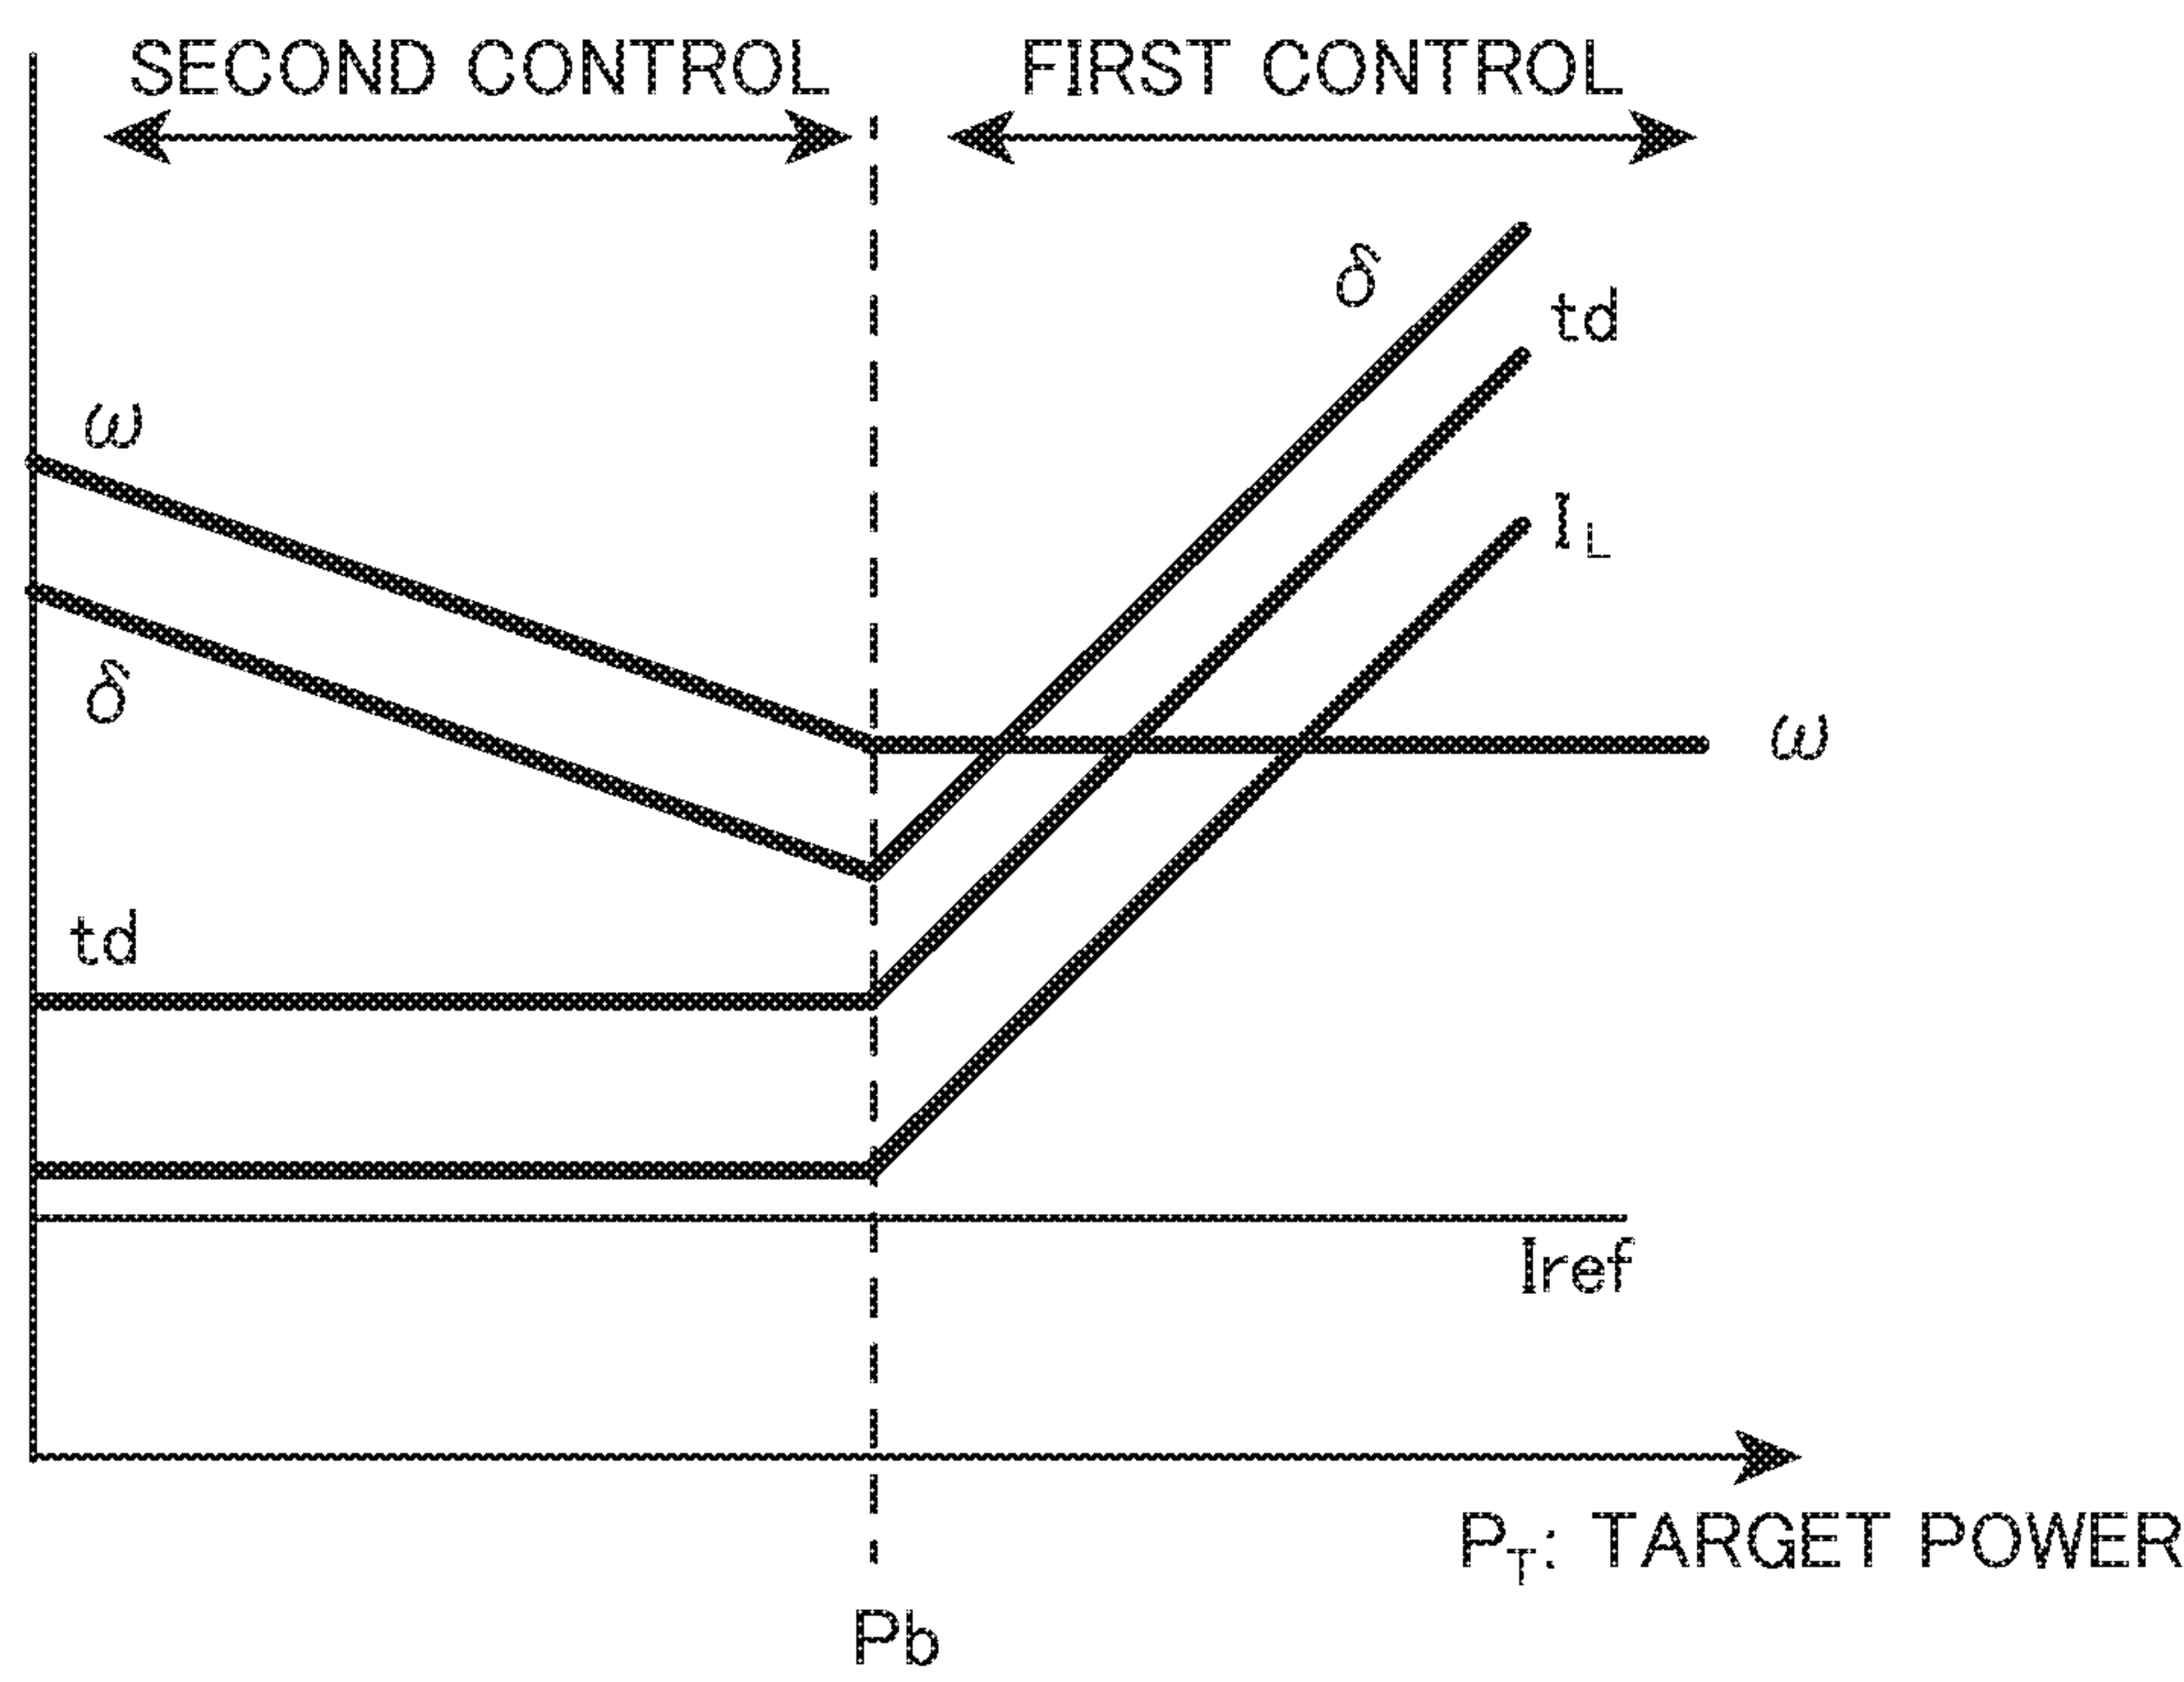 SECOND CONTROL
FIRST CONTROL
δ
td
ω
I_L
δ
ω
td
Iref
P_T: TARGET POWER
Pb